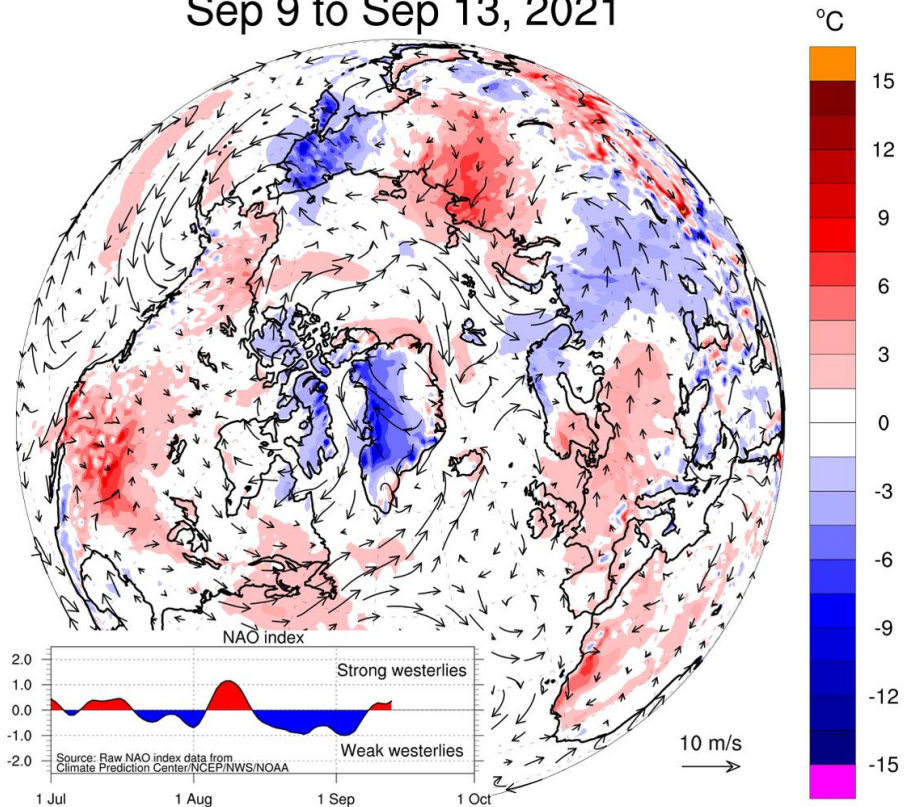 Sep 9 to Sep 13, 2021
°C
15
12
9
6
3
0
-3
-6
-9
-12
-15
NAO index
2.0
1.0
0.0
-1.0
-2.0
Strong westerlies
Weak westerlies
Source: Raw NAO index data from
Climate Prediction Center/NCEP/NWS/NOAA
1 Jul
1 Aug
1 Sep
1 Oct
10 m/s